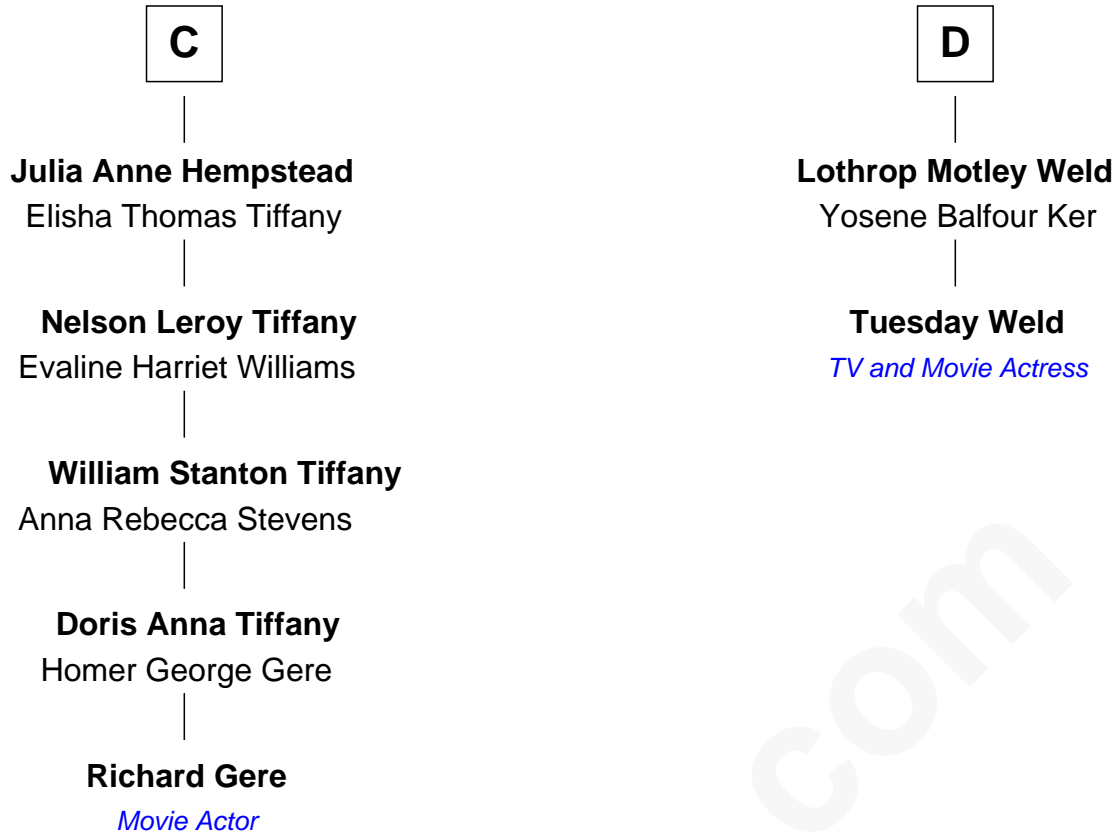 C
Julia Anne Hempstead
Elisha Thomas Tiffany
Nelson Leroy Tiffany
Evaline Harriet Williams
William Stanton Tiffany
Anna Rebecca Stevens
Doris Anna Tiffany
Homer George Gere
Richard Gere
Movie Actor
D
Lothrop Motley Weld
Yosene Balfour Ker
Tuesday Weld
TV and Movie Actress
com